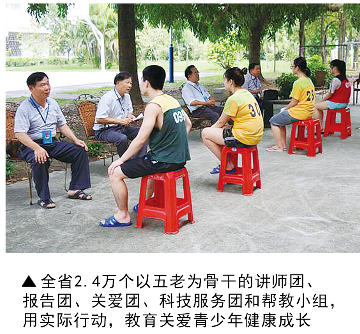 ▲全省2.4万个以五老为骨干的讲师团、
报告团、关爱团、科技服务团和帮教小组，
用实际行动，教育关爱青少年健康成长